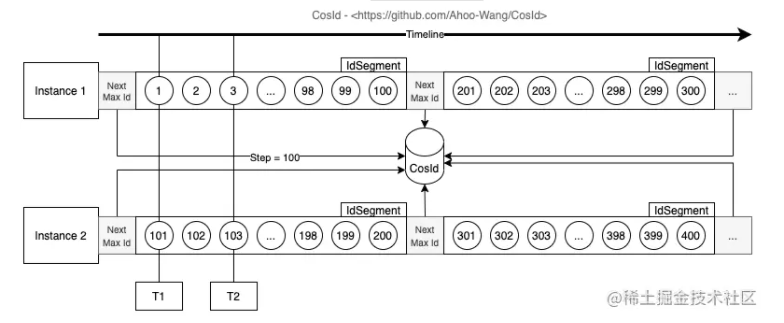 CosId - <https://github.com/Ahoo-Wang/CosId>
Timeline
IdSegment
IdSegment
Instance 1
Next
Max Id
1 2 3 ... 98 99 100
Next
Max Id
201 202 203 ... 298 299 300
...
Step = 100
CosId
IdSegment
IdSegment
Instance 2
Next
Max Id
101 102 103 ... 198 199 200
Next
Max Id
301 302 303 ... 398 399 400
...
T1
T2
@稀土掘金技术社区